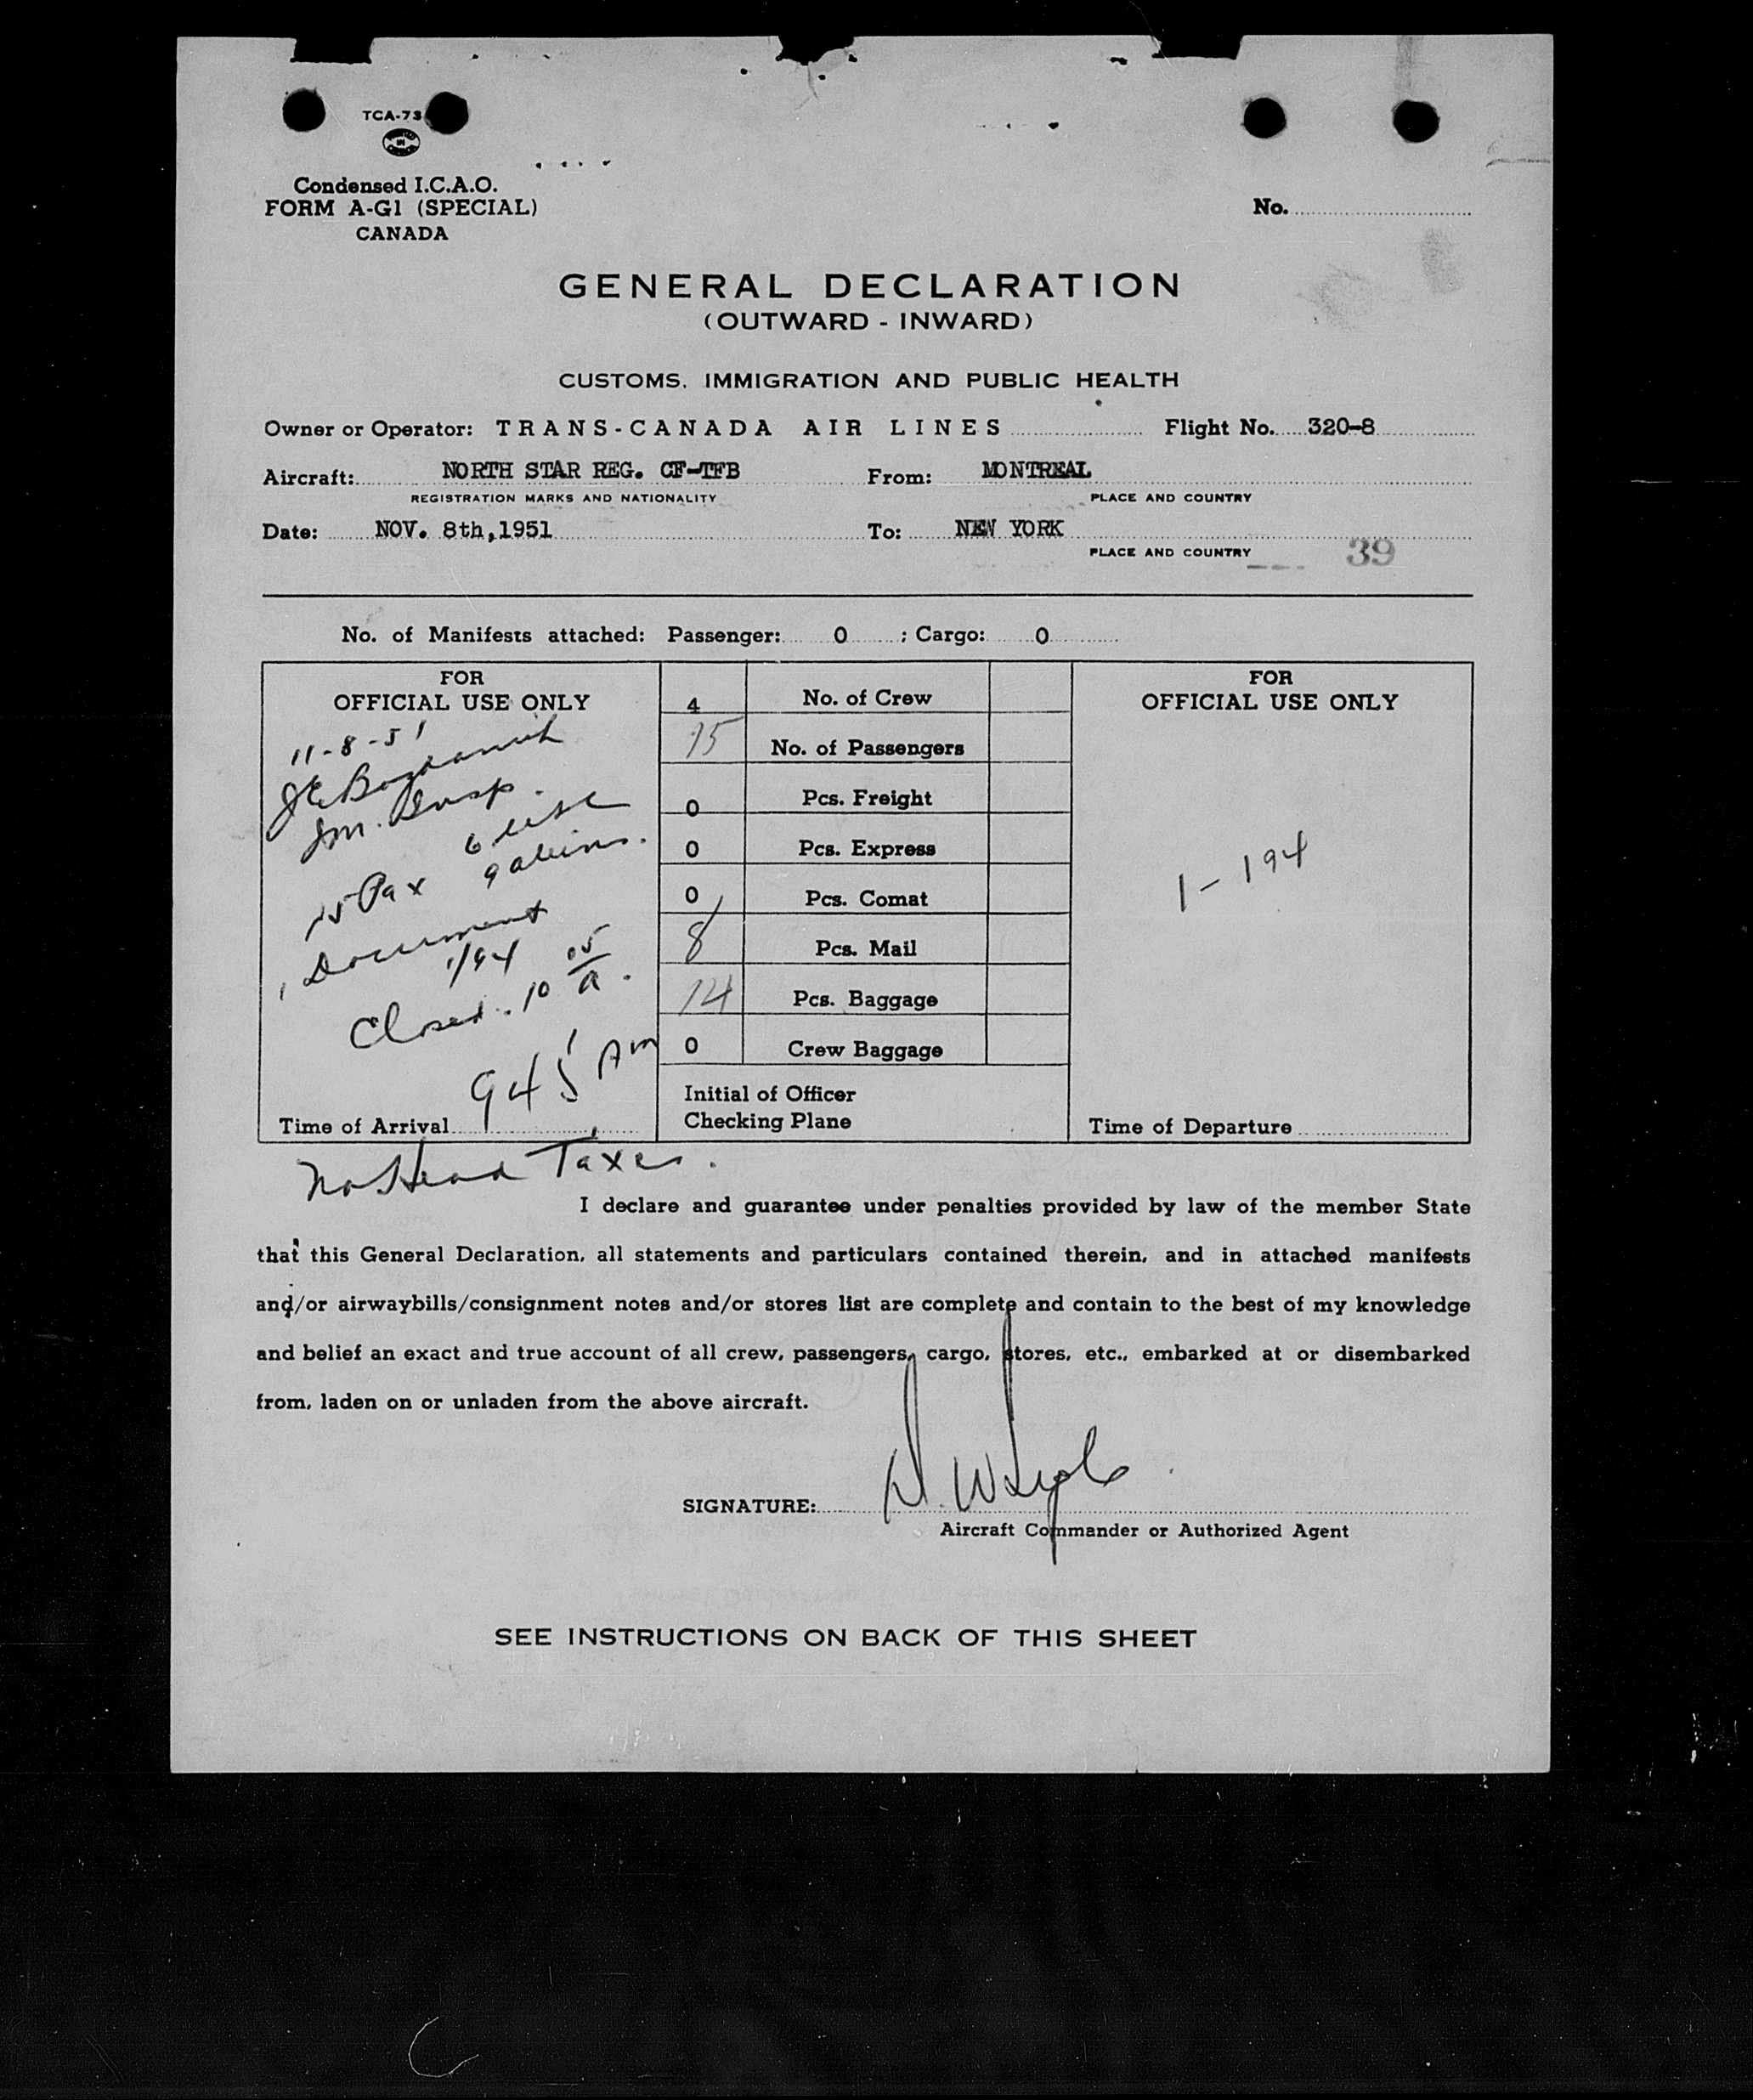 TCA-73
Condensed I.C.A.O.
FORM A-G1 (SPECIAL)
CANADA
No.
GENERAL DECLARATION
(OUTWARD - INWARD)
CUSTOMS, IMMIGRATION AND PUBLIC HEALTH
Owner or Operator: TRANS-CANADA AIR LINES Flight No. 320-8
Aircraft: NORTH STAR REG. CF-TFB From: MONTREAL
REGISTRATION MARKS AND NATIONALITY PLACE AND COUNTRY
Date: NOV. 8th, 1951 To: NEW YORK
PLACE AND COUNTRY 39
No. of Manifests attached: Passenger: 0 ; Cargo: 0
FOR
OFFICIAL USE ONLY
11-8-51
Im. Insp.
15 Pax 6 usc
9 aliens.
1 Document
1/94
Closed. 10 05/a.
945 Am
Time of Arrival
4 No. of Crew
15 No. of Passengers
0 Pcs. Freight
0 Pcs. Express
0 Pcs. Comat
8 Pcs. Mail
14 Pcs. Baggage
0 Crew Baggage
Initial of Officer
Checking Plane
FOR
OFFICIAL USE ONLY
1-194
Time of Departure
No Head Taxes.
I declare and guarantee under penalties provided by law of the member State
that this General Declaration, all statements and particulars contained therein, and in attached manifests
and/or airwaybills/consignment notes and/or stores list are complete and contain to the best of my knowledge
and belief an exact and true account of all crew, passengers, cargo, stores, etc., embarked at or disembarked
from, laden on or unladen from the above aircraft.
SIGNATURE:
Aircraft Commander or Authorized Agent
SEE INSTRUCTIONS ON BACK OF THIS SHEET